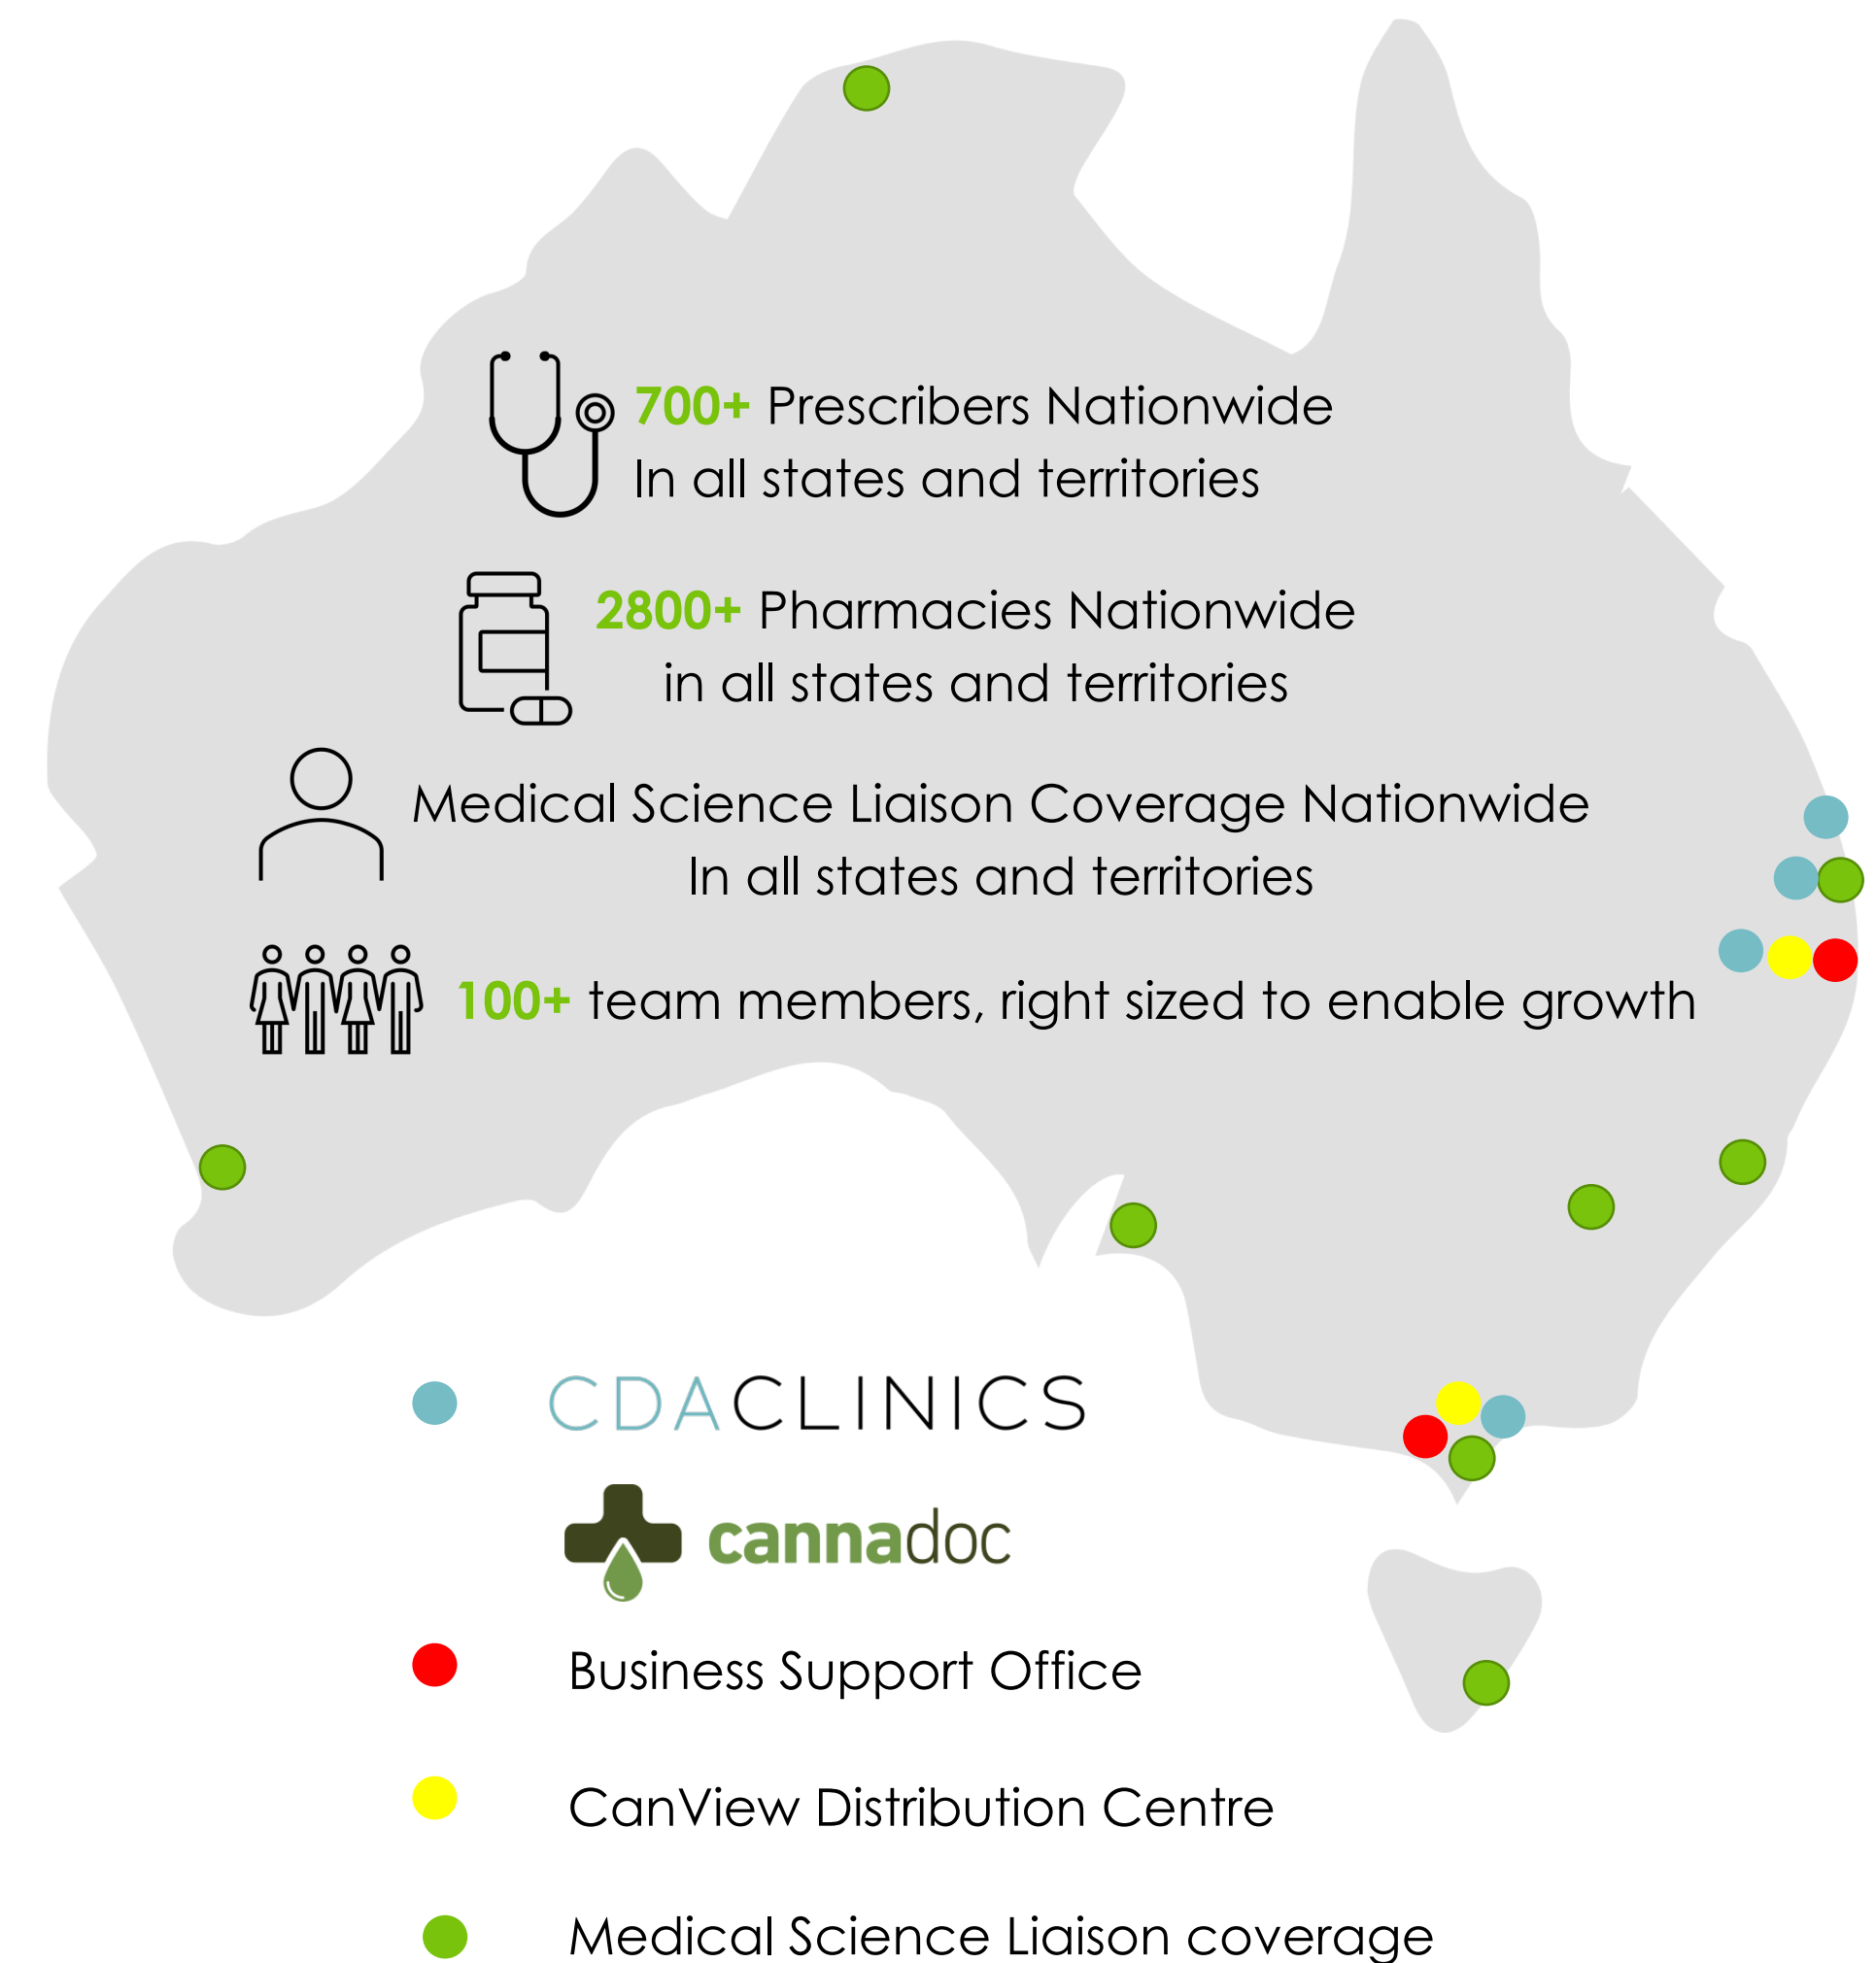 700+ Prescribers Nationwide
In all states and territories
2800+ Pharmacies Nationwide
in all states and territories
Medical Science Liaison Coverage Nationwide
In all states and territories
100+ team members, right sized to enable growth
CDACLINICS
cannadoc
Business Support Office
CanView Distribution Centre
Medical Science Liaison coverage